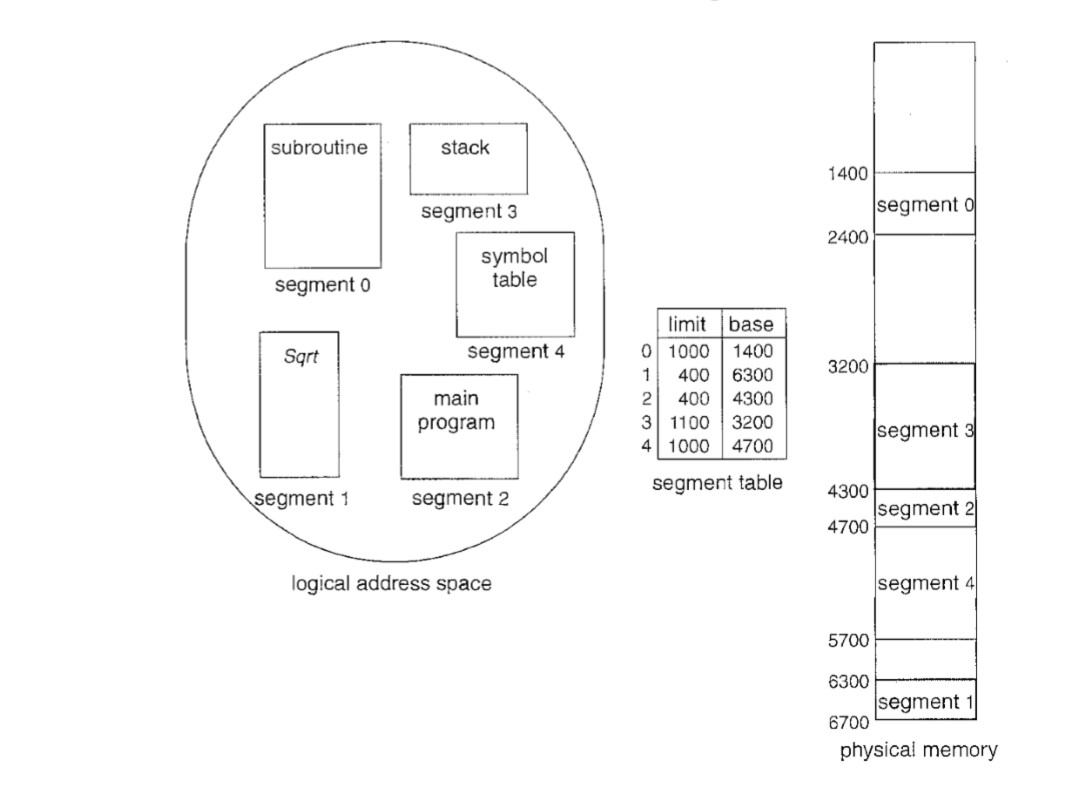 subroutine
stack
segment 3
symbol
table
segment 0
segment 4
Sqrt
main
program
segment 1
segment 2
logical address space
limit base
0 1000 1400
1 400 6300
2 400 4300
3 1100 3200
4 1000 4700
segment table
1400
segment 0
2400
3200
segment 3
4300
segment 2
4700
segment 4
5700
6300
segment 1
6700
physical memory